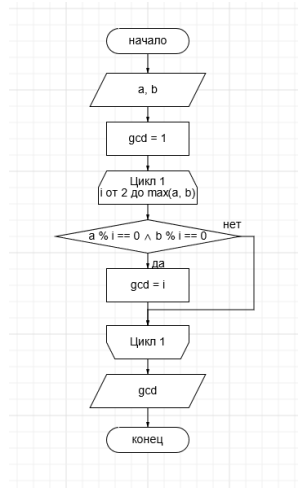 начало
a, b
gcd = 1
Цикл 1
i от 2 до max(a, b)
a % i == 0 ∧ b % i == 0
нет
да
gcd = i
Цикл 1
gcd
конец